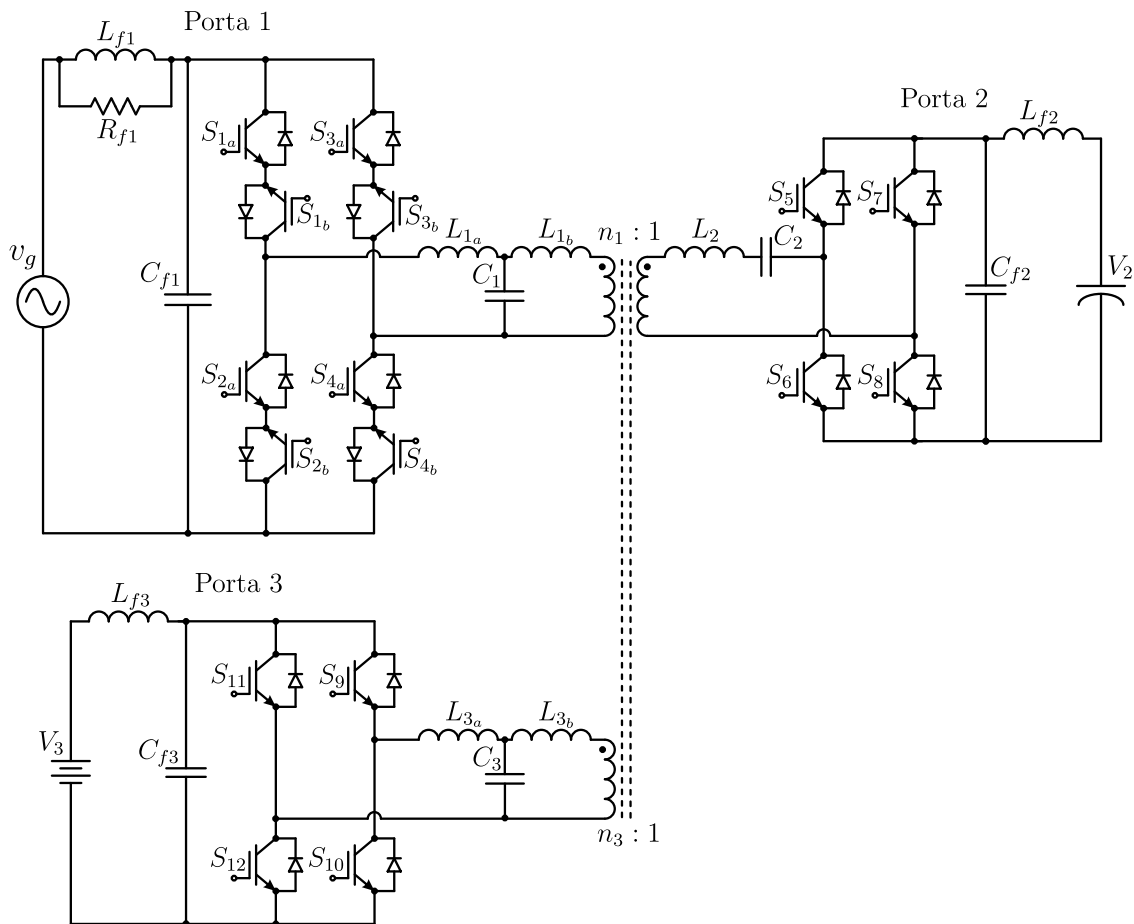 Porta 1
L_{f1}
R_{f1}
v_g
C_{f1}
S_{1_a}
S_{3_a}
S_{1_b}
S_{3_b}
S_{2_a}
S_{4_a}
S_{2_b}
S_{4_b}
L_{1_a}
L_{1_b}
C_1
n_1 : 1
L_2
C_2
Porta 2
L_{f2}
S_5
S_7
S_6
S_8
C_{f2}
V_2
Porta 3
L_{f3}
V_3
C_{f3}
S_{11}
S_9
S_{12}
S_{10}
L_{3_a}
L_{3_b}
C_3
n_3 : 1